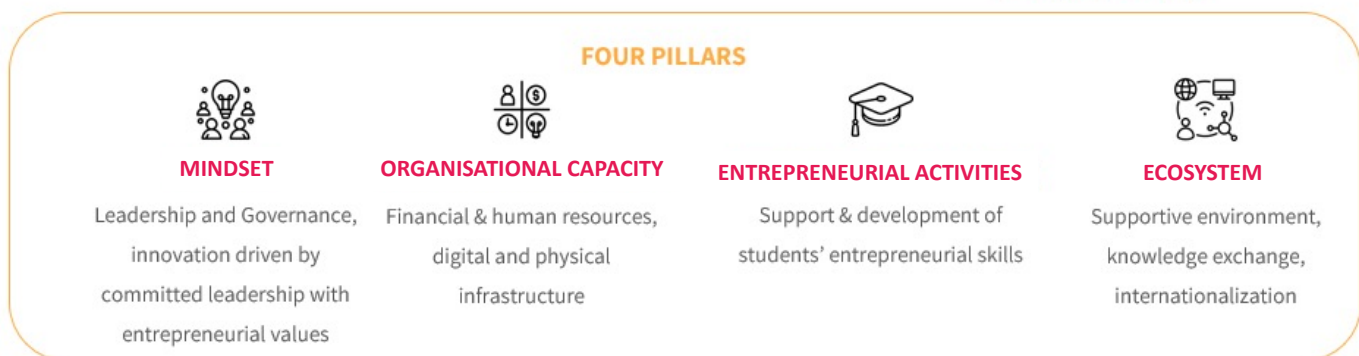 FOUR PILLARS
MINDSET
Leadership and Governance,
innovation driven by
committed leadership with
entrepreneurial values
ORGANISATIONAL CAPACITY
Financial & human resources,
digital and physical
infrastructure
ENTREPRENEURIAL ACTIVITIES
Support & development of
students’ entrepreneurial skills
ECOSYSTEM
Supportive environment,
knowledge exchange,
internationalization